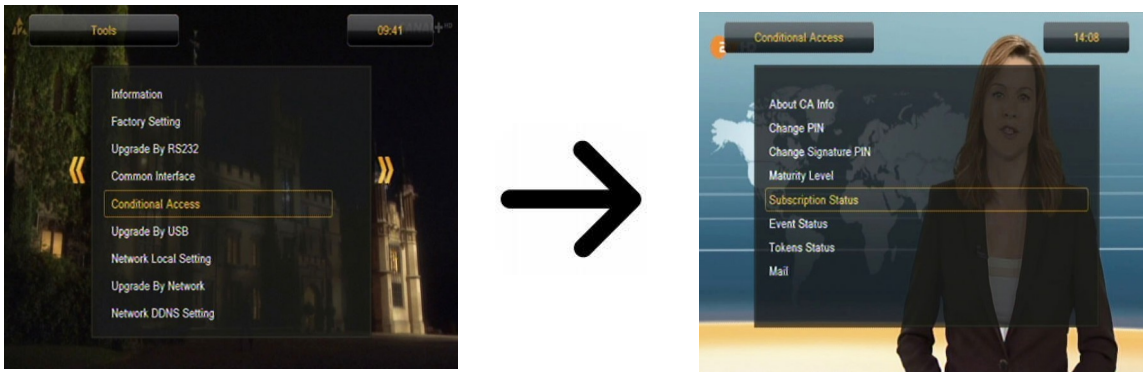 Tools
09:41
Information
Factory Setting
Upgrade By RS232
Common Interface
Conditional Access
Upgrade By USB
Network Local Setting
Upgrade By Network
Network DDNS Setting
Conditional Access
14:08
About CA Info
Change PIN
Change Signature PIN
Maturity Level
Subscription Status
Event Status
Tokens Status
Mail